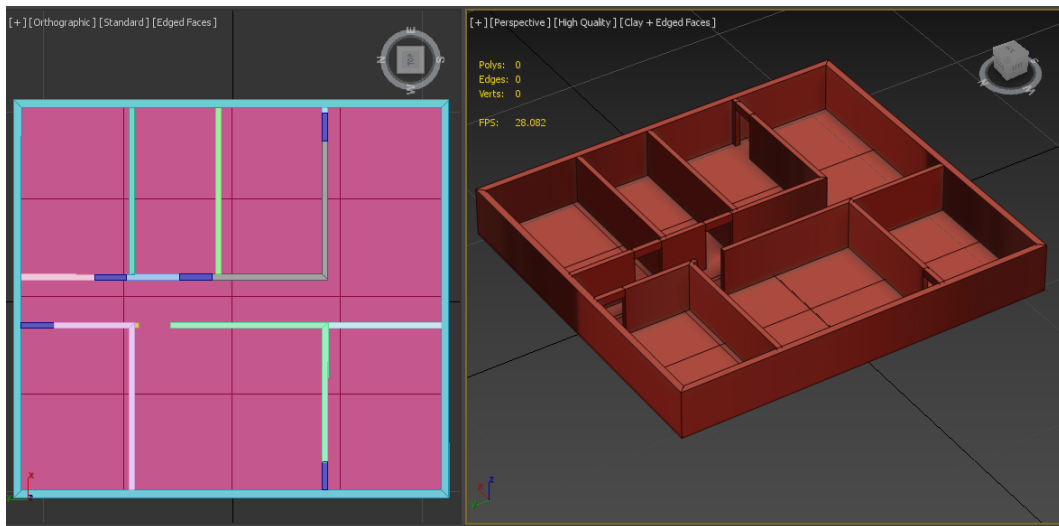 [+] [Orthographic] [Standard] [Edged Faces]
E
N
TOP
S
W
x
[+] [Perspective] [High Quality] [Clay + Edged Faces]
Polys: 0
Edges: 0
Verts: 0
FPS: 28.082
z